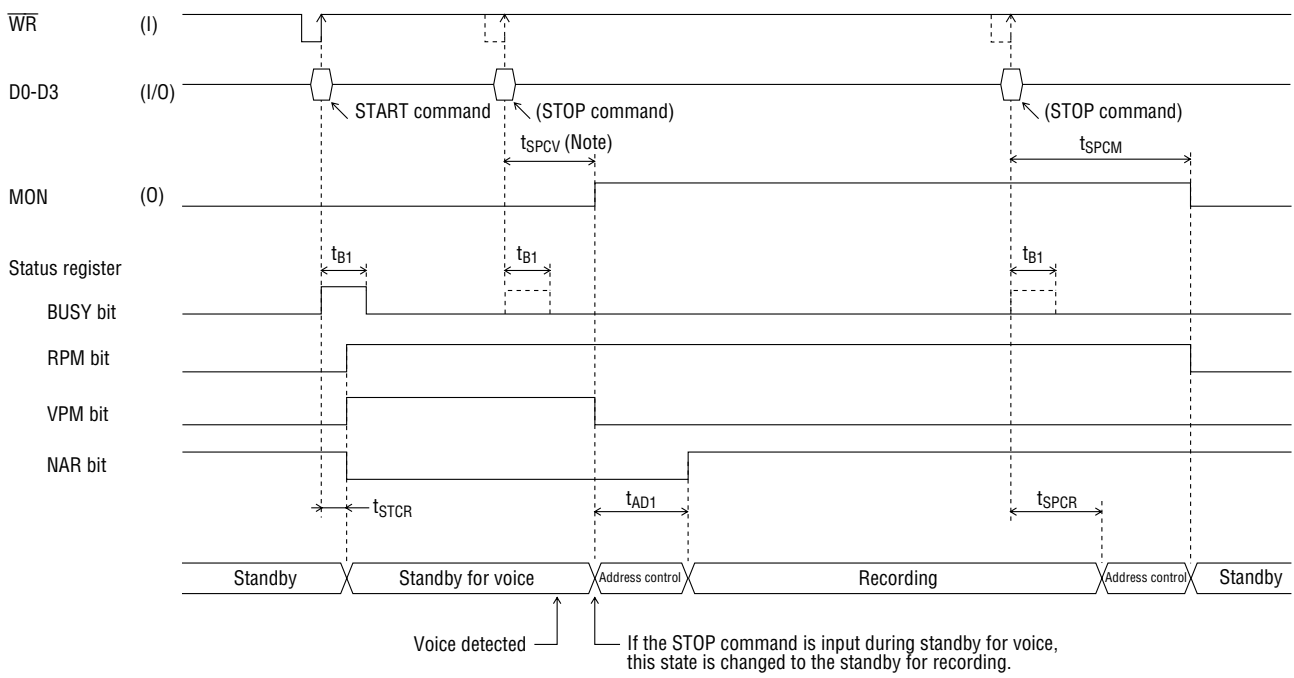 WR (I)
D0-D3 (I/O)
START command
(STOP command)
(STOP command)
tSPCV (Note)
tSPCM
MON (O)
Status register
tB1
tB1
tB1
BUSY bit
RPM bit
VPM bit
NAR bit
tSTCR
tAD1
tSPCR
Standby
Standby for voice
Address control
Recording
Address control
Standby
Voice detected
If the STOP command is input during standby for voice,
this state is changed to the standby for recording.